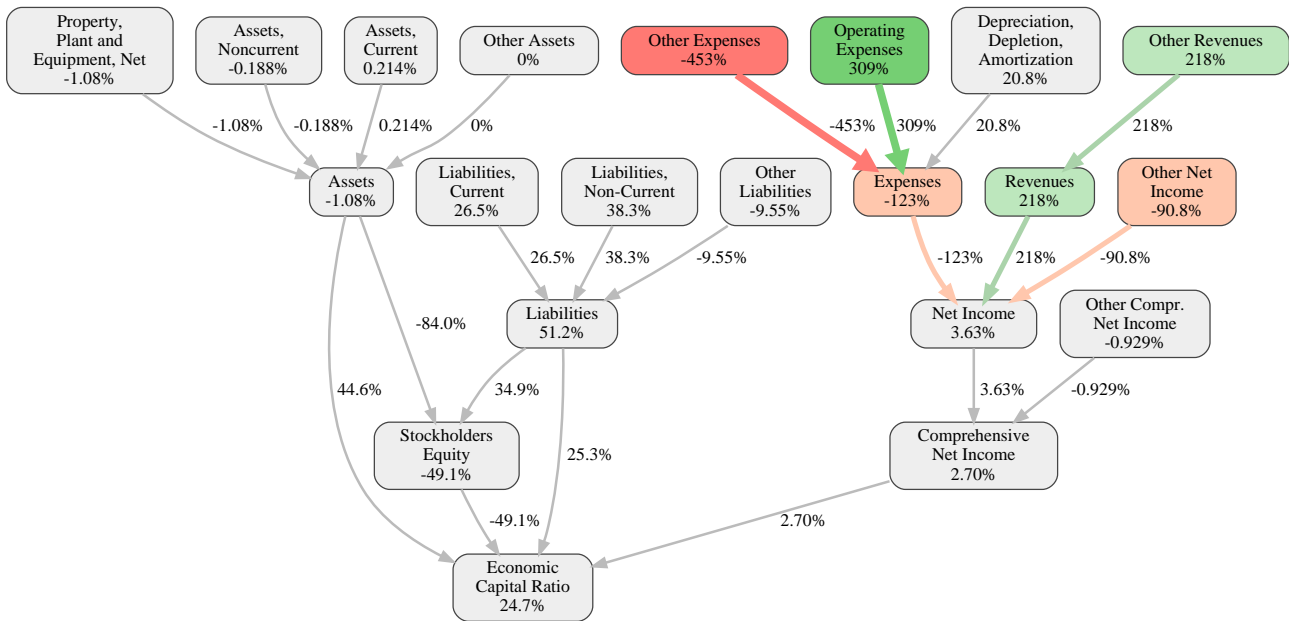 Property,
Plant and
Equipment, Net
-1.08%
Assets,
Noncurrent
-0.188%
Assets,
Current
0.214%
Other Assets
0%
Other Expenses
-453%
Operating
Expenses
309%
Depreciation,
Depletion,
Amortization
20.8%
Other Revenues
218%
-1.08%
-0.188%
0.214%
0%
-453%
309%
20.8%
218%
Assets
-1.08%
Liabilities,
Current
26.5%
Liabilities,
Non-Current
38.3%
Other
Liabilities
-9.55%
Expenses
-123%
Revenues
218%
Other Net
Income
-90.8%
26.5%
38.3%
-9.55%
-123%
218%
-90.8%
-84.0%
Liabilities
51.2%
Net Income
3.63%
Other Compr.
Net Income
-0.929%
44.6%
34.9%
3.63%
-0.929%
Stockholders
Equity
-49.1%
25.3%
Comprehensive
Net Income
2.70%
-49.1%
2.70%
Economic
Capital Ratio
24.7%